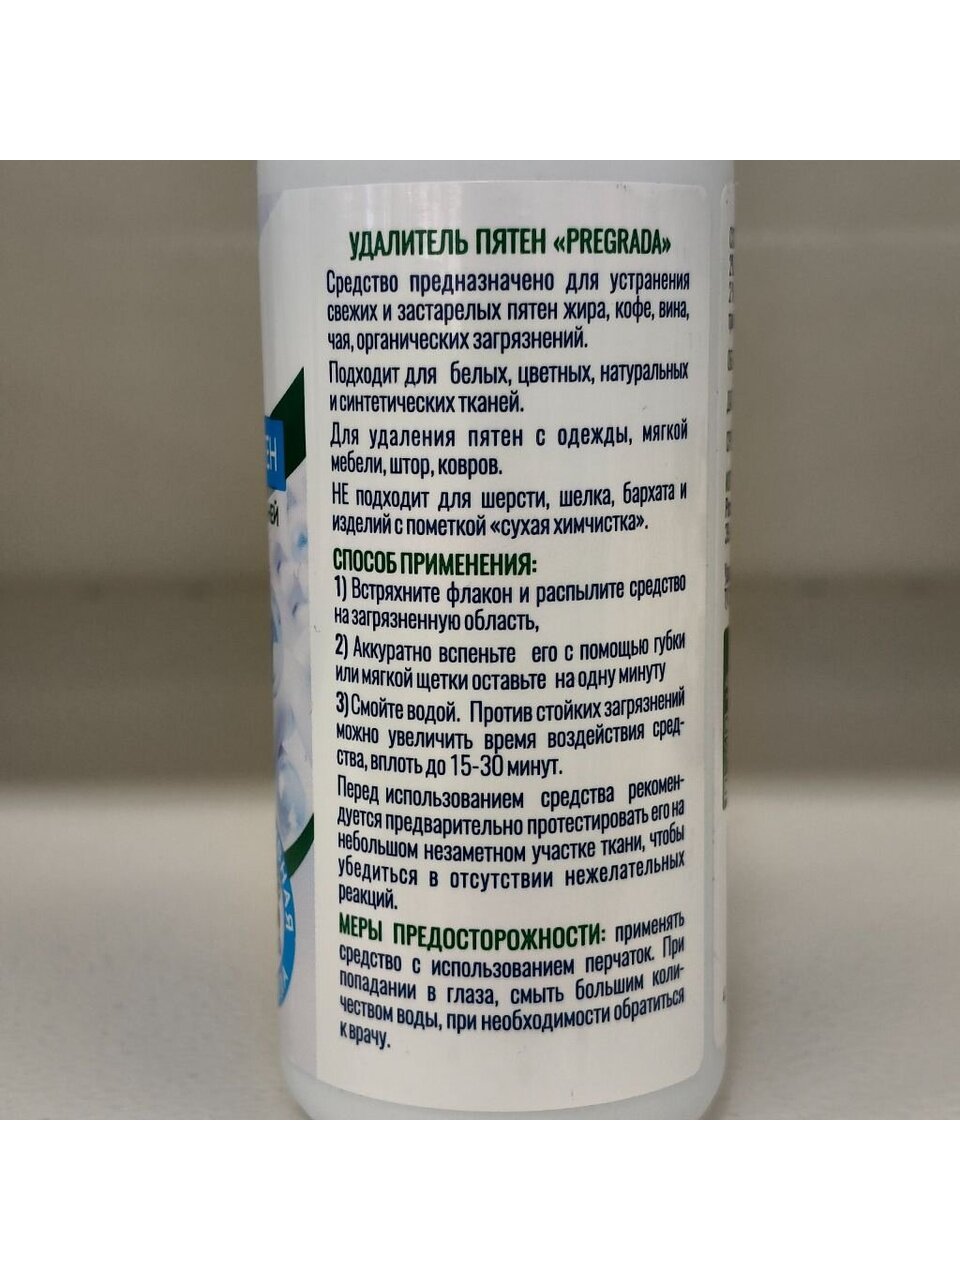 УДАЛИТЕЛЬ ПЯТЕН «PREGRADA»
Средство предназначено для устранения
свежих и застарелых пятен жира, кофе, вина,
чая, органических загрязнений.
Подходит для белых, цветных, натуральных
и синтетических тканей.
Для удаления пятен с одежды, мягкой
мебели, штор, ковров.
НЕ подходит для шерсти, шелка, бархата и
изделий с пометкой «сухая химчистка».
СПОСОБ ПРИМЕНЕНИЯ:
1) Встряхните флакон и распылите средство
на загрязненную область,
2) Аккуратно вспеньте его с помощью губки
или мягкой щетки оставьте на одну минуту
3) Смойте водой. Против стойких загрязнений
можно увеличить время воздействия сред-
ства, вплоть до 15-30 минут.
Перед использованием средства рекомен-
дуется предварительно протестировать его на
небольшом незаметном участке ткани, чтобы
убедиться в отсутствии нежелательных
реакций.
МЕРЫ ПРЕДОСТОРОЖНОСТИ: применять
средство с использованием перчаток. При
попадании в глаза, смыть большим коли-
чеством воды, при необходимости обратиться
к врачу.